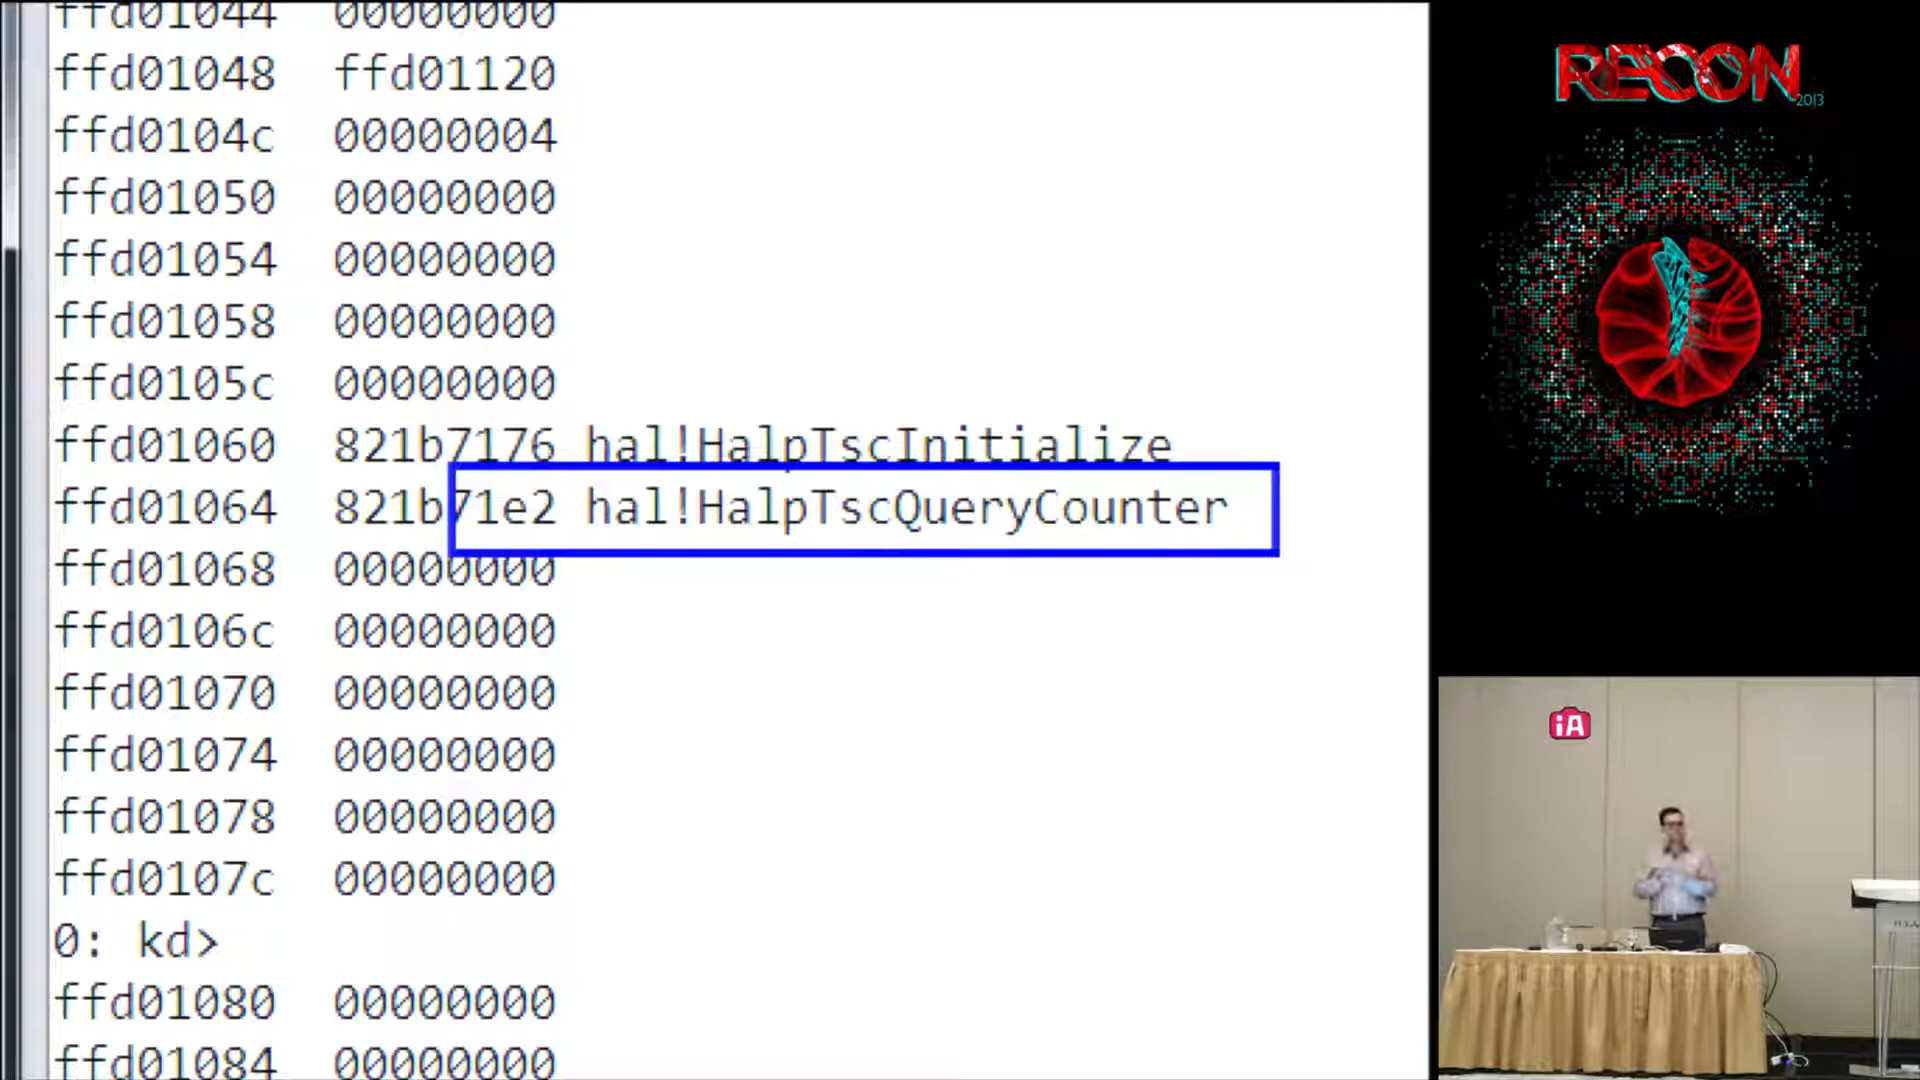 ffd01044 00000000
ffd01048 ffd01120
ffd0104c 00000004
ffd01050 00000000
ffd01054 00000000
ffd01058 00000000
ffd0105c 00000000
ffd01060 821b7176 hal!HalpTscInitialize
ffd01064 821b71e2 hal!HalpTscQueryCounter
ffd01068 00000000
ffd0106c 00000000
ffd01070 00000000
ffd01074 00000000
ffd01078 00000000
ffd0107c 00000000
0: kd>
ffd01080 00000000
ffd01084 00000000
RECON
2013
iA